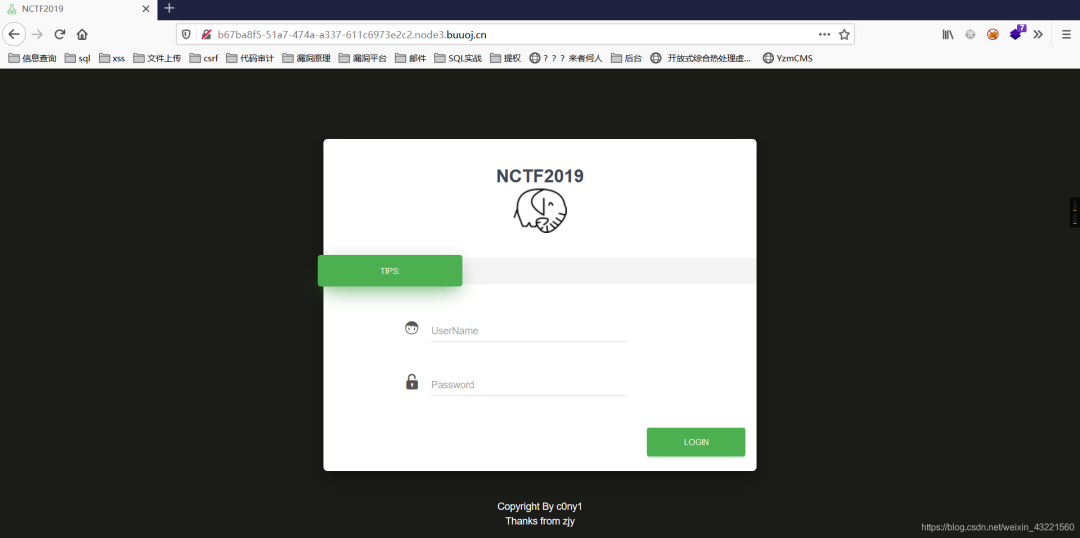 NCTF2019
b67ba8f5-51a7-474a-a337-611c6973e2c2.node3.buuoj.cn
7
信息查询 sql xss 文件上传 csrf 代码审计 漏洞原理 漏洞平台 邮件 SQL实战 提权 ？？？来者何人 后台 开放式综合热处理虚... YzmCMS
NCTF2019
TIPS:
UserName
Password
LOGIN
Copyright By c0ny1
Thanks from zjy
https://blog.csdn.net/weixin_43221560